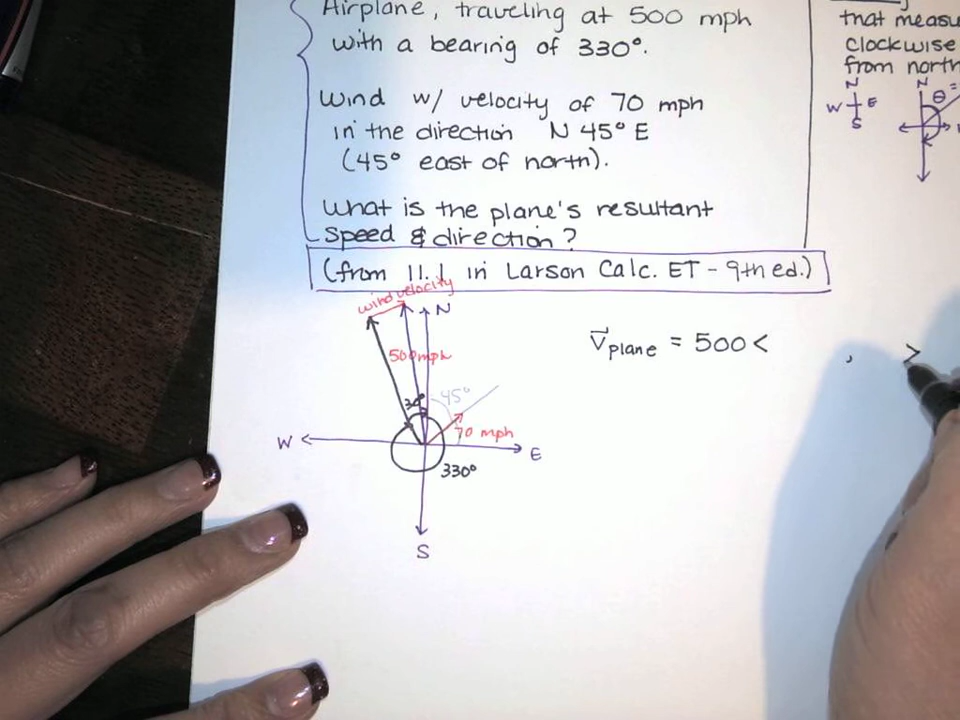 Airplane, traveling at 500 mph
with a bearing of 330°.
Wind w/ velocity of 70 mph
in the direction N 45° E
(45° east of north).
What is the plane's resultant
speed & direction?
(from 11.1 in Larson Calc. ET - 9th ed.)
that measu
clockwise
from north
N
W E
S
N
θ=
wind velocity
N
500mph
30°
45°
70 mph
W
E
330°
S
V⃗plane = 500 < , >